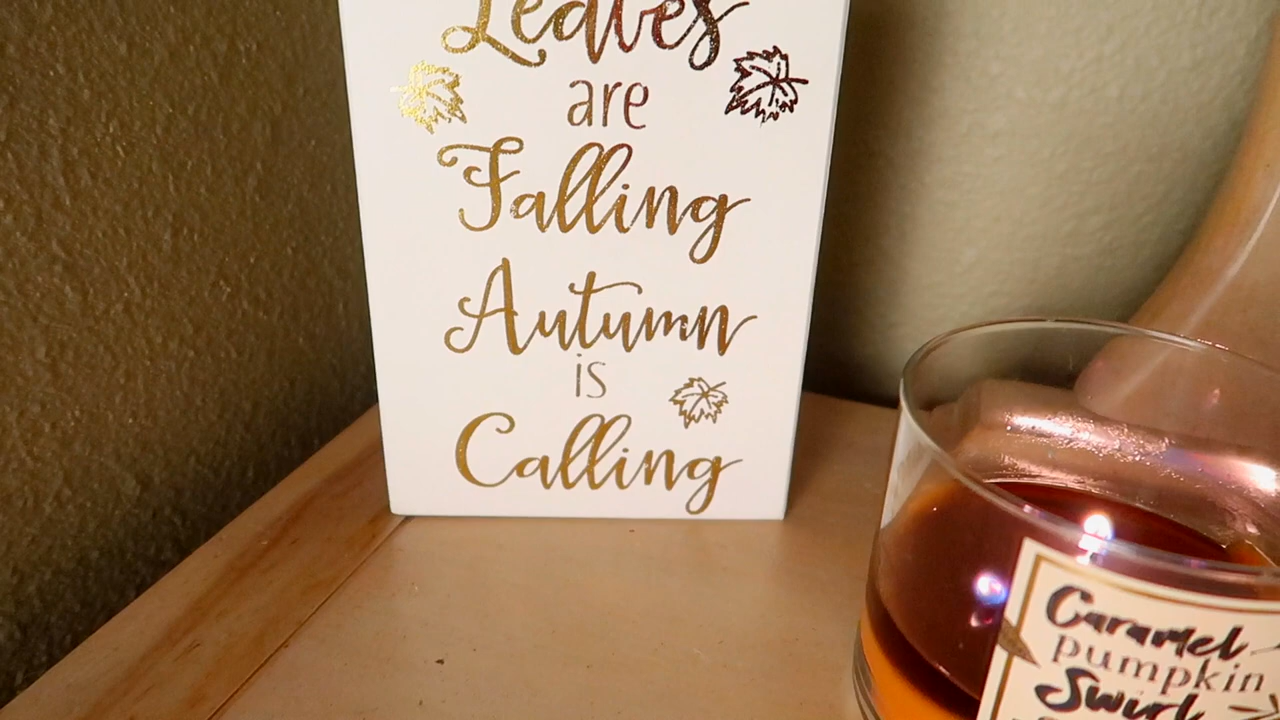 Leaves
are
Falling
Autumn
is
Calling
Caramel
pumpkin
Swirl